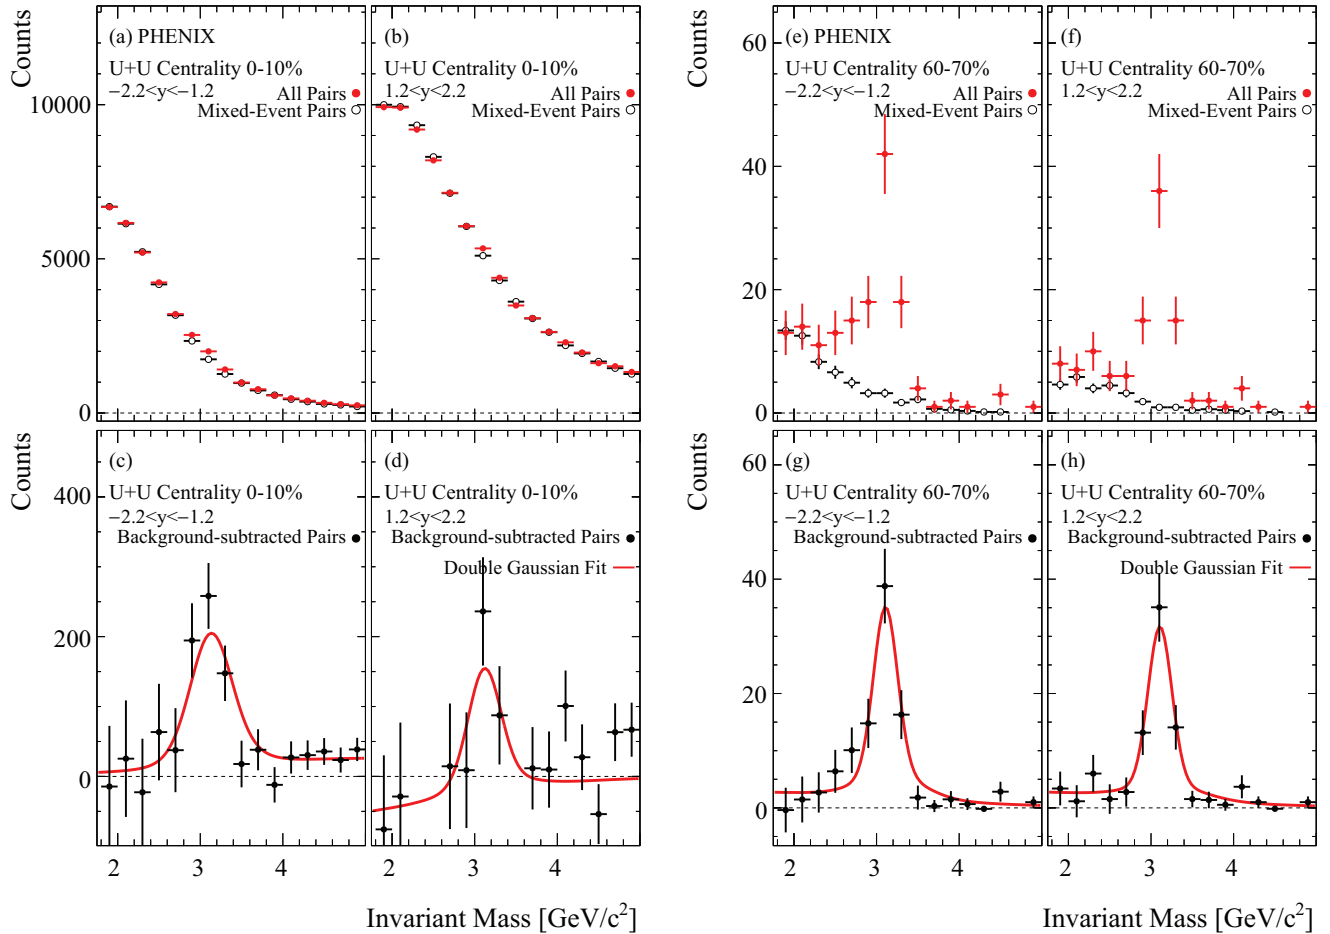 Counts
10000
5000
0
(a) PHENIX
U+U Centrality 0-10%
−2.2<y<−1.2
All Pairs
Mixed-Event Pairs
(b)
U+U Centrality 0-10%
1.2<y<2.2
All Pairs
Mixed-Event Pairs
Counts
400
200
0
(c)
U+U Centrality 0-10%
−2.2<y<−1.2
Background-subtracted Pairs
(d)
U+U Centrality 0-10%
1.2<y<2.2
Background-subtracted Pairs
Double Gaussian Fit
2 3 4 2 3 4
Invariant Mass [GeV/c²]
Counts
60
40
20
0
(e) PHENIX
U+U Centrality 60-70%
−2.2<y<−1.2
All Pairs
Mixed-Event Pairs
(f)
U+U Centrality 60-70%
1.2<y<2.2
All Pairs
Mixed-Event Pairs
Counts
60
40
20
0
(g)
U+U Centrality 60-70%
−2.2<y<−1.2
Background-subtracted Pairs
(h)
U+U Centrality 60-70%
1.2<y<2.2
Background-subtracted Pairs
Double Gaussian Fit
2 3 4 2 3 4
Invariant Mass [GeV/c²]